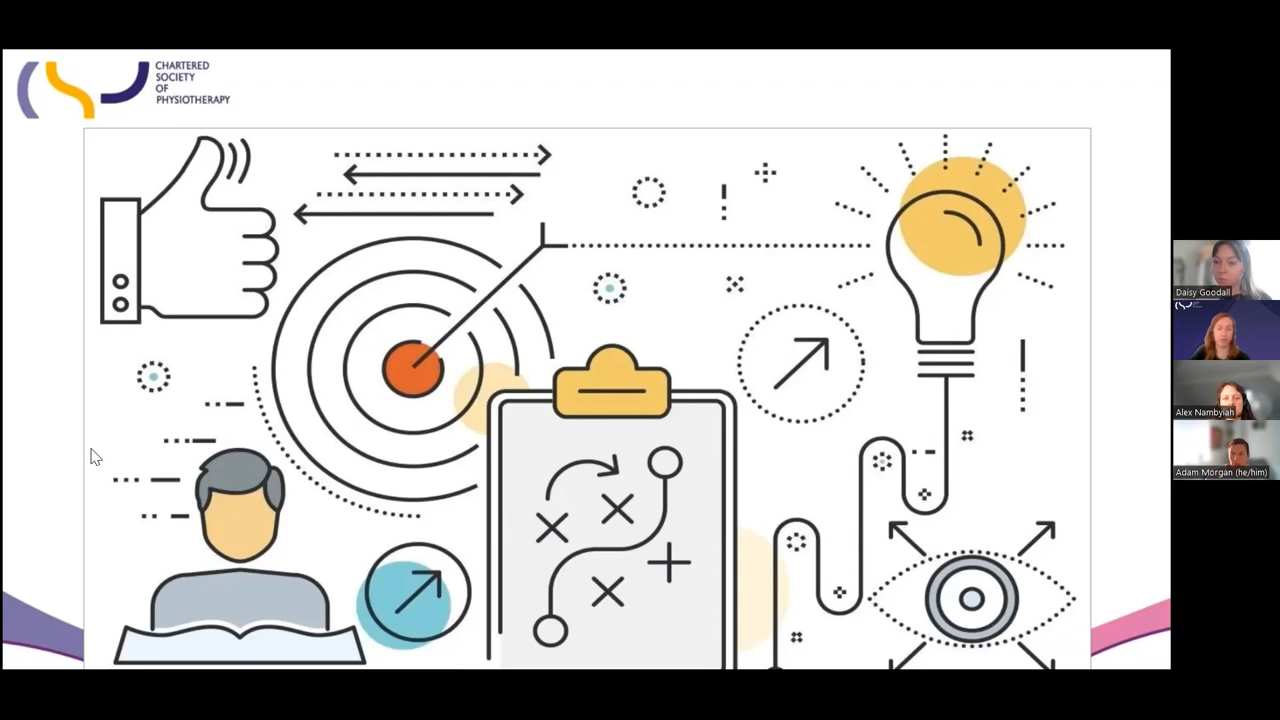 CHARTERED
SOCIETY
OF
PHYSIOTHERAPY
Daisy Goodall
Alex Nambyiah
Adam Morgan (he/him)